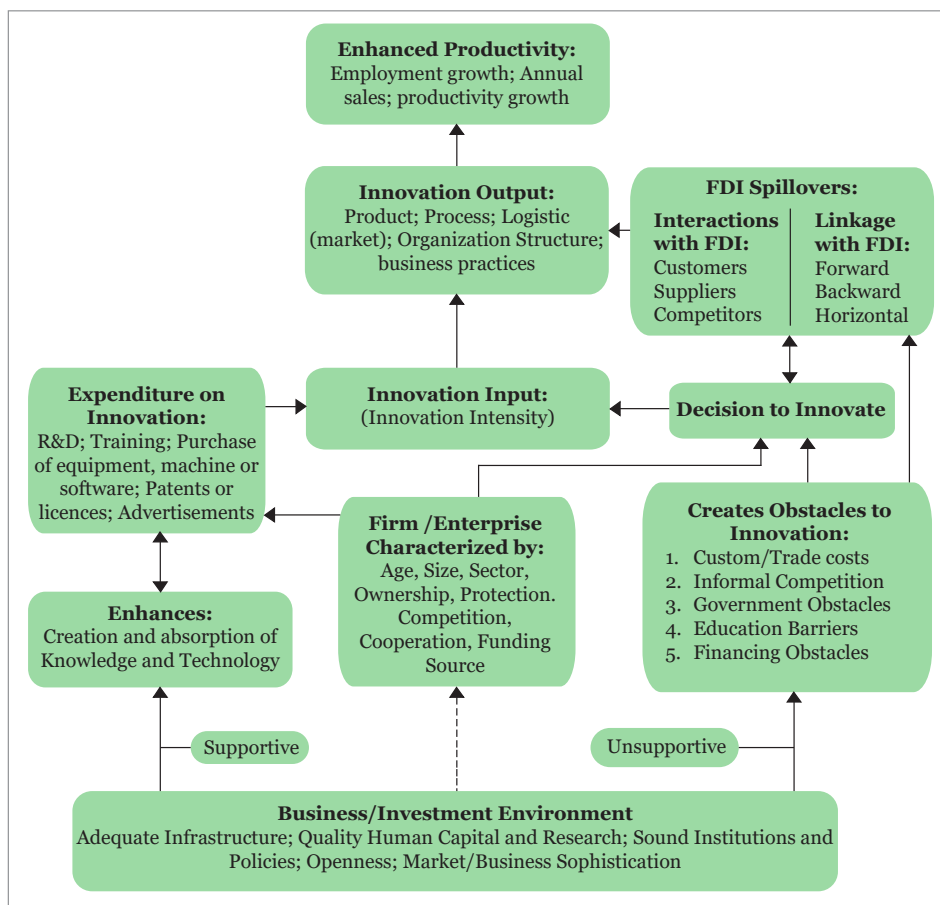 Enhanced Productivity:
Employment growth; Annual
sales; productivity growth
Innovation Output:
Product; Process; Logistic
(market); Organization Structure;
business practices
FDI Spillovers:
Interactions
with FDI:
Customers
Suppliers
Competitors
Linkage
with FDI:
Forward
Backward
Horizontal
Expenditure on
Innovation:
R&D; Training; Purchase
of equipment, machine or
software; Patents or
licences; Advertisements
Innovation Input:
(Innovation Intensity)
Decision to Innovate
Firm /Enterprise
Characterized by:
Age, Size, Sector,
Ownership, Protection.
Competition,
Cooperation, Funding
Source
Creates Obstacles to
Innovation:
1. Custom/Trade costs
2. Informal Competition
3. Government Obstacles
4. Education Barriers
5. Financing Obstacles
Enhances:
Creation and absorption of
Knowledge and Technology
Supportive
Unsupportive
Business/Investment Environment
Adequate Infrastructure; Quality Human Capital and Research; Sound Institutions and
Policies; Openness; Market/Business Sophistication